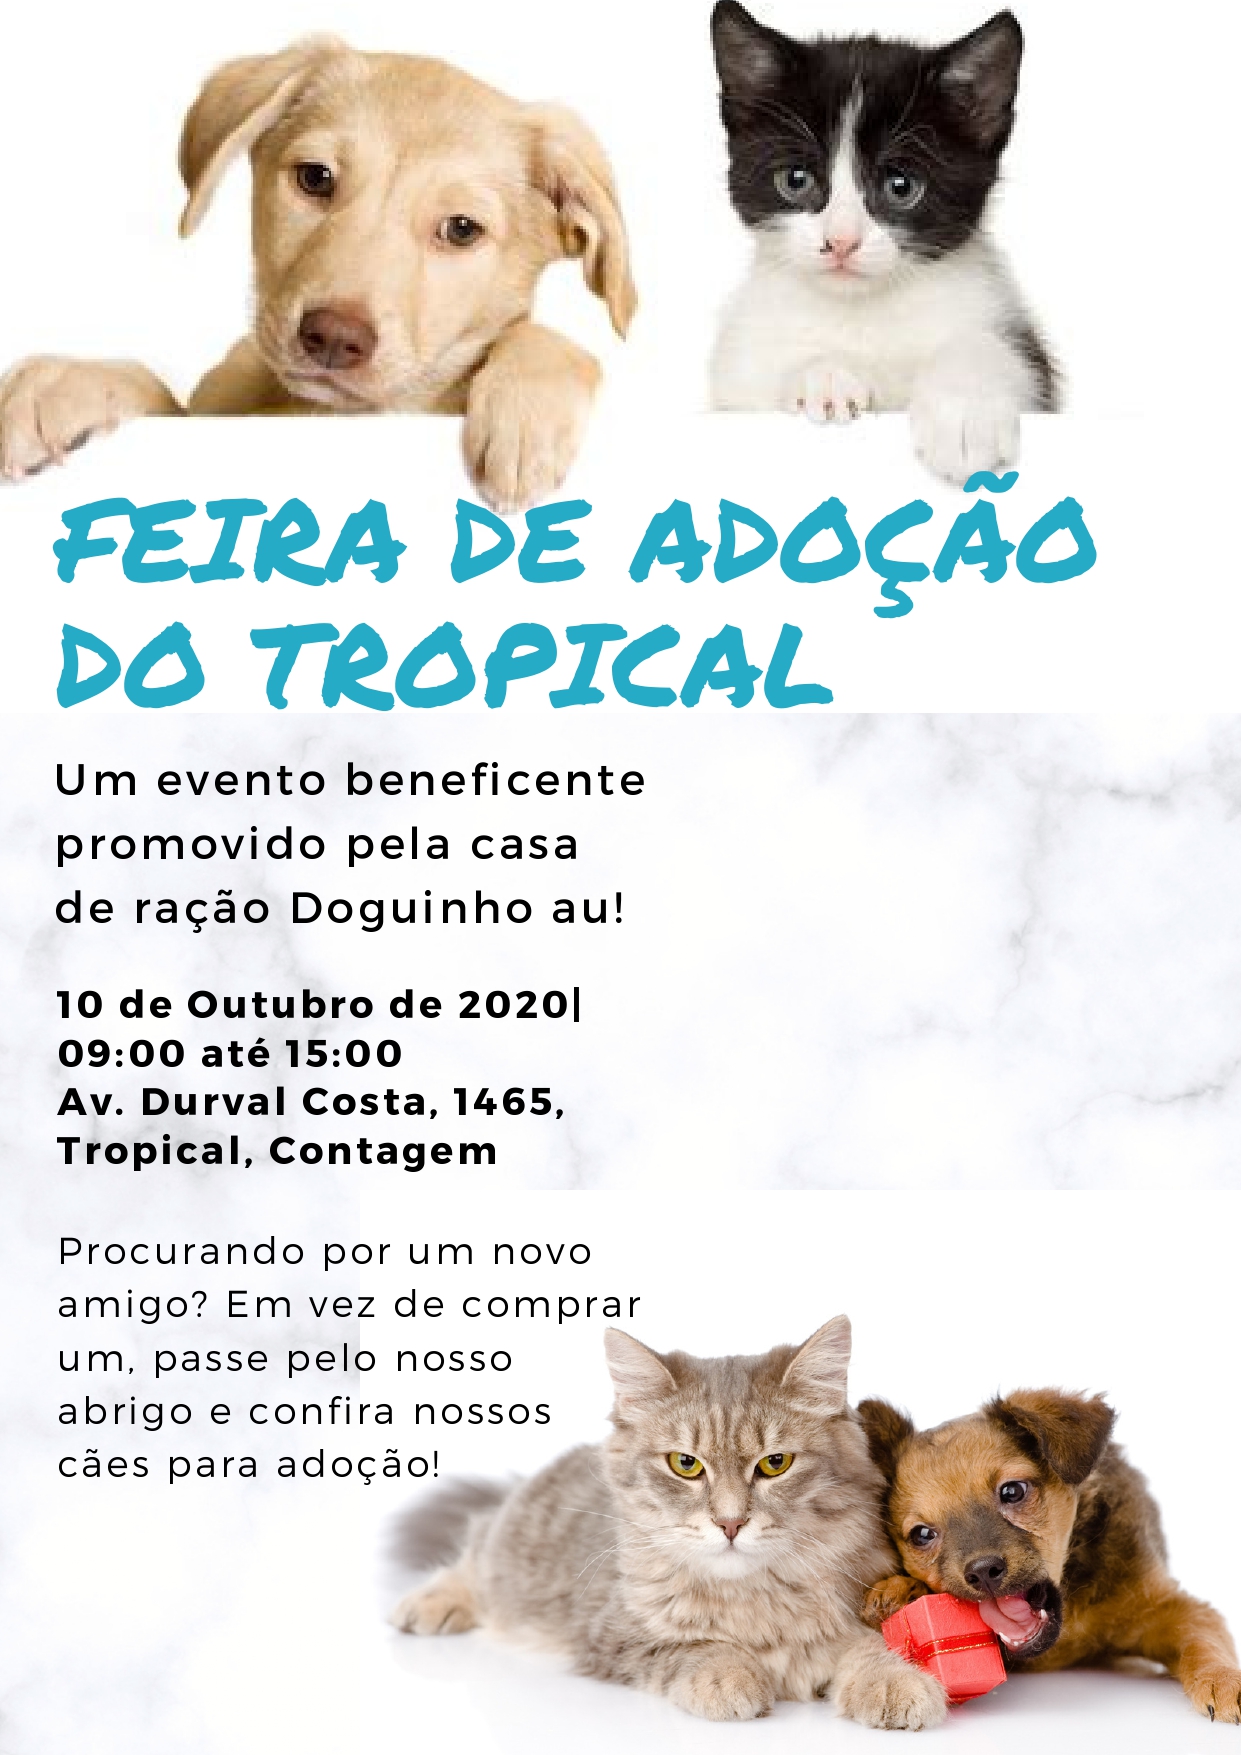 FEIRA DE ADOÇÃO
DO TROPICAL
Um evento beneficente
promovido pela casa
de ração Doguinho au!
10 de Outubro de 2020|
09:00 até 15:00
Av. Durval Costa, 1465,
Tropical, Contagem
Procurando por um novo
amigo? Em vez de comprar
um, passe pelo nosso
abrigo e confira nossos
cães para adoção!